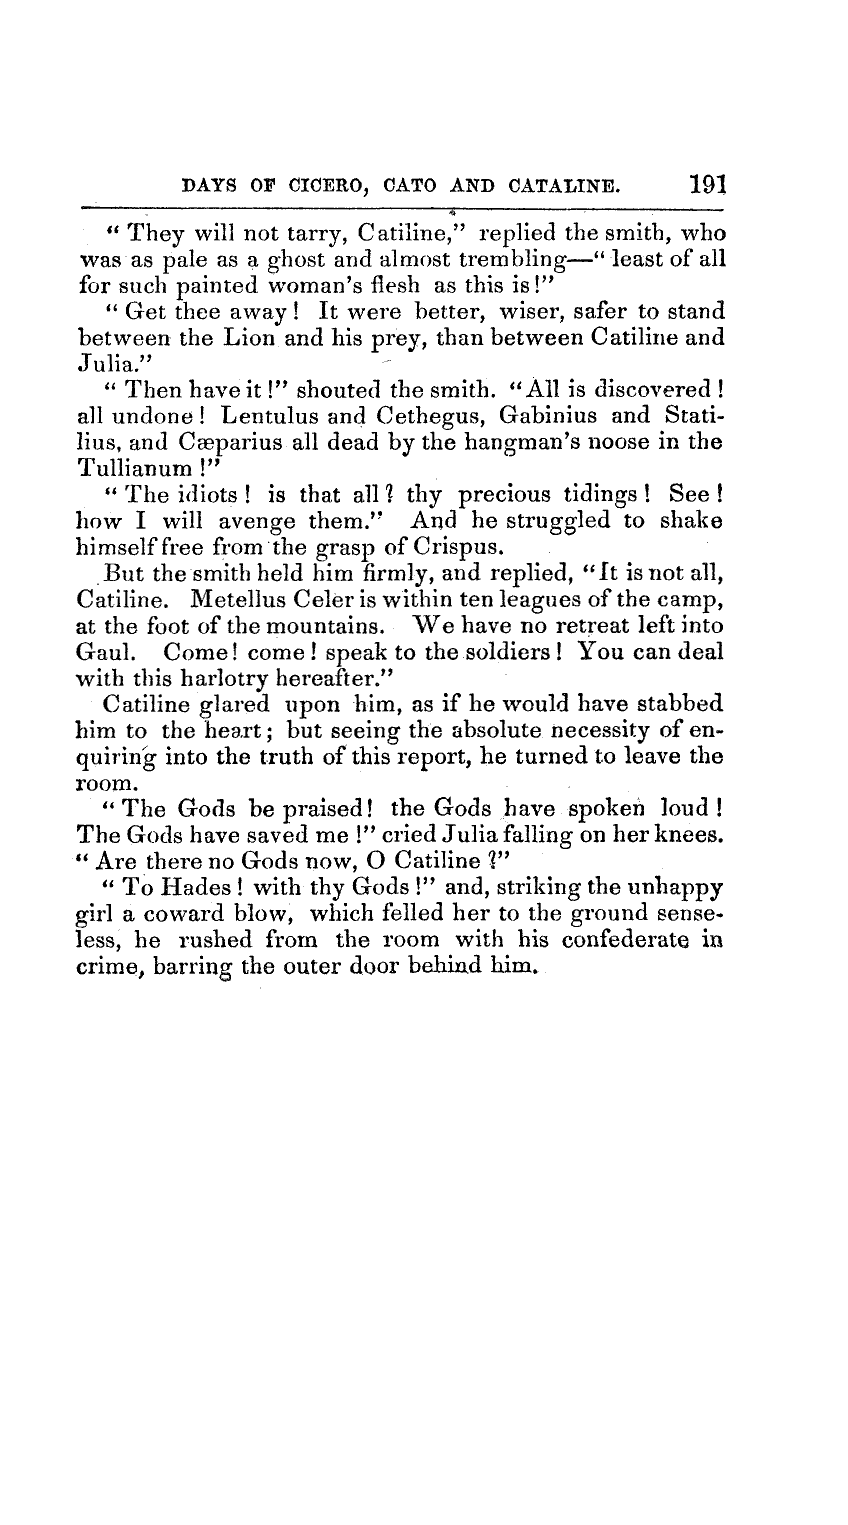 DAYS OF CICERO, CATO AND CATALINE. 191
“ They will not tarry, Catiline,” replied the smith, who
was as pale as a ghost and almost trembling—“ least of all
for such painted woman's flesh as this is !”
“ Get thee away ! It were better, wiser, safer to stand
between the Lion and his prey, than between Catiline and
Julia.”
“ Then have it !” shouted the smith. “All is discovered !
all undone ! Lentulus and Cethegus, Gabinius and Stati-
lius, and Cæparius all dead by the hangman's noose in the
Tullianum !”
“ The idiots ! is that all ? thy precious tidings ! See !
how I will avenge them.” And he struggled to shake
himself free from the grasp of Crispus.
But the smith held him firmly, and replied, “It is not all,
Catiline. Metellus Celer is within ten leagues of the camp,
at the foot of the mountains. We have no retreat left into
Gaul. Come! come ! speak to the soldiers ! You can deal
with this harlotry hereafter.”
Catiline glared upon him, as if he would have stabbed
him to the heart; but seeing the absolute necessity of en-
quiring into the truth of this report, he turned to leave the
room.
“ The Gods be praised! the Gods have spoken loud !
The Gods have saved me !” cried Julia falling on her knees.
“ Are there no Gods now, O Catiline ?”
“ To Hades ! with thy Gods !” and, striking the unhappy
girl a coward blow, which felled her to the ground sense-
less, he rushed from the room with his confederate in
crime, barring the outer door behind him.